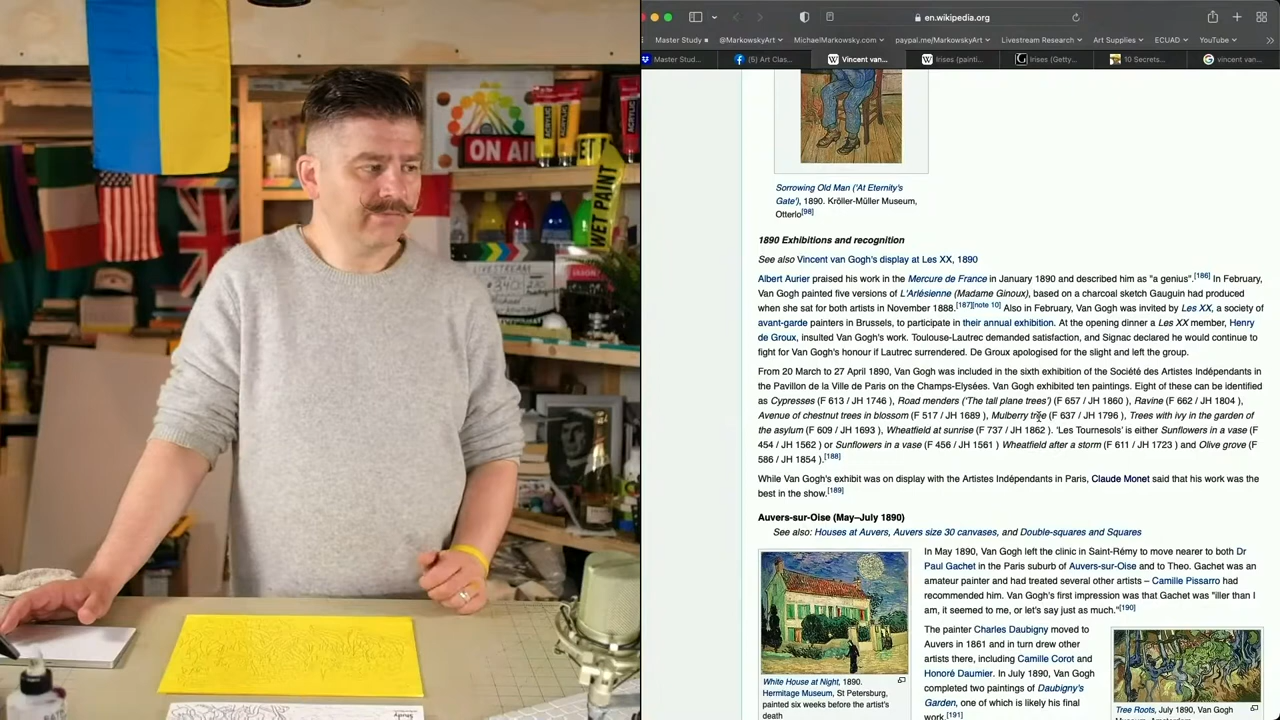 en.wikipedia.org
Master Study
@MarkowskyArt
MichaelMarkowsky.com
paypal.me/MarkowskyArt
Livestream Research
Art Supplies
ECUAD
YouTube
Master Stud...
(5) Art Clas...
Vincent van...
Irises (painti...
Irises (Getty...
10 Secrets...
vincent van...
ON AIR
ACRYLIC
ACRYLIC
WET PAINT
WET
LIVESTREAM
Study
Sorrowing Old Man ('At Eternity's
Gate'), 1890. Kröller-Müller Museum,
Otterlo[98]
1890 Exhibitions and recognition
See also Vincent van Gogh's display at Les XX, 1890
Albert Aurier praised his work in the Mercure de France in January 1890 and described him as "a genius".[186] In February,
Van Gogh painted five versions of L'Arlésienne (Madame Ginoux), based on a charcoal sketch Gauguin had produced
when she sat for both artists in November 1888.[187][note 10] Also in February, Van Gogh was invited by Les XX, a society of
avant-garde painters in Brussels, to participate in their annual exhibition. At the opening dinner a Les XX member, Henry
de Groux, insulted Van Gogh's work. Toulouse-Lautrec demanded satisfaction, and Signac declared he would continue to
fight for Van Gogh's honour if Lautrec surrendered. De Groux apologised for the slight and left the group.
From 20 March to 27 April 1890, Van Gogh was included in the sixth exhibition of the Société des Artistes Indépendants in
the Pavillon de la Ville de Paris on the Champs-Elysées. Van Gogh exhibited ten paintings. Eight of these can be identified
as Cypresses (F 613 / JH 1746 ), Road menders ('The tall plane trees') (F 657 / JH 1860 ), Ravine (F 662 / JH 1804 ),
Avenue of chestnut trees in blossom (F 517 / JH 1689 ), Mulberry tree (F 637 / JH 1796 ), Trees with ivy in the garden of
the asylum (F 609 / JH 1693 ), Wheatfield at sunrise (F 737 / JH 1862 ). 'Les Tournesols' is either Sunflowers in a vase (F
454 / JH 1562 ) or Sunflowers in a vase (F 456 / JH 1561 ) Wheatfield after a storm (F 611 / JH 1723 ) and Olive grove (F
586 / JH 1854 ).[188]
While Van Gogh's exhibit was on display with the Artistes Indépendants in Paris, Claude Monet said that his work was the
best in the show.[189]
Auvers-sur-Oise (May–July 1890)
See also: Houses at Auvers, Auvers size 30 canvases, and Double-squares and Squares
In May 1890, Van Gogh left the clinic in Saint-Rémy to move nearer to both Dr
Paul Gachet in the Paris suburb of Auvers-sur-Oise and to Theo. Gachet was an
amateur painter and had treated several other artists – Camille Pissarro had
recommended him. Van Gogh's first impression was that Gachet was "iller than I
am, it seemed to me, or let's say just as much."[190]
The painter Charles Daubigny moved to
Auvers in 1861 and in turn drew other
artists there, including Camille Corot and
Honoré Daumier. In July 1890, Van Gogh
completed two paintings of Daubigny's
Garden, one of which is likely his final
work.[191]
White House at Night, 1890.
Hermitage Museum, St Petersburg,
painted six weeks before the artist's
death
Tree Roots, July 1890, Van Gogh